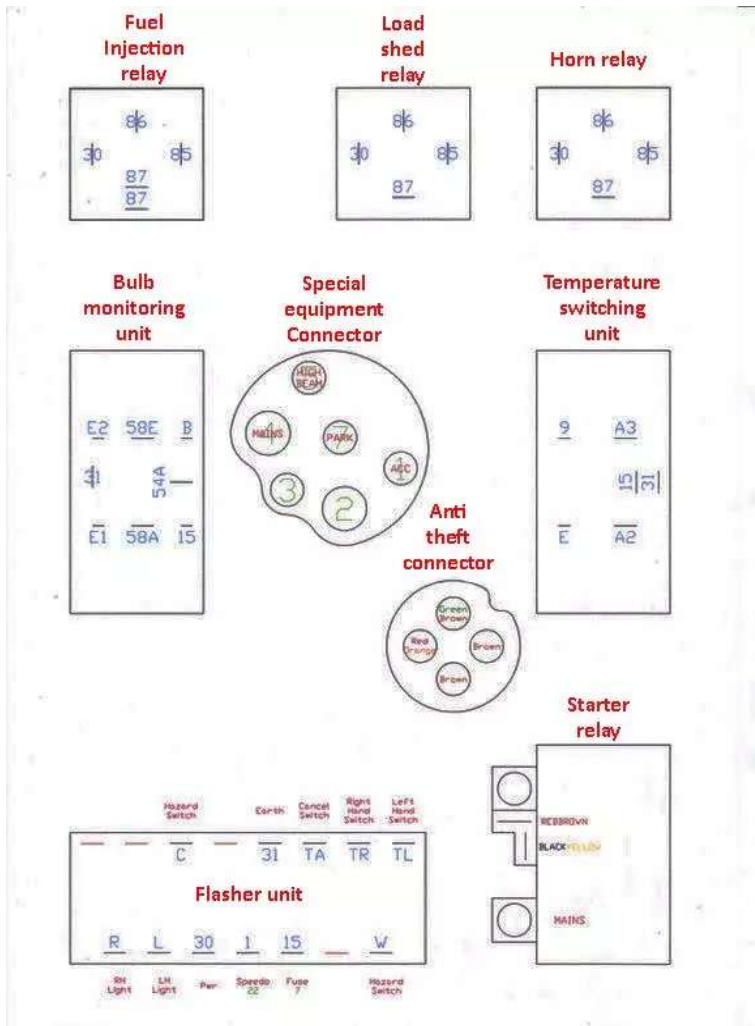 Fuel
Injection
relay
Load
shed
relay
Horn relay
86
30 85
87
87
86
30 85
87
86
30 85
87
Bulb
monitoring
unit
Special
equipment
Connector
Temperature
switching
unit
E2 58E B
31 54A
E1 58A 15
HIGH
BEAM
4 MAINS
7 PARK
1 ACC
3
2
9 A3
15 31
E A2
Anti
theft
connector
Green
Brown
Red
Orange
Brown
Brown
Starter
relay
REDBROWN
BLACKYELLOW
MAINS
Hazard
Switch
Earth
Cancel
Switch
Right
Hand
Switch
Left
Hand
Switch
C 31 TA TR TL
Flasher unit
R L 30 1 15 W
RH
Light
LH
Light
Pwr
Speedo
22
Fuse
7
Hazard
Switch